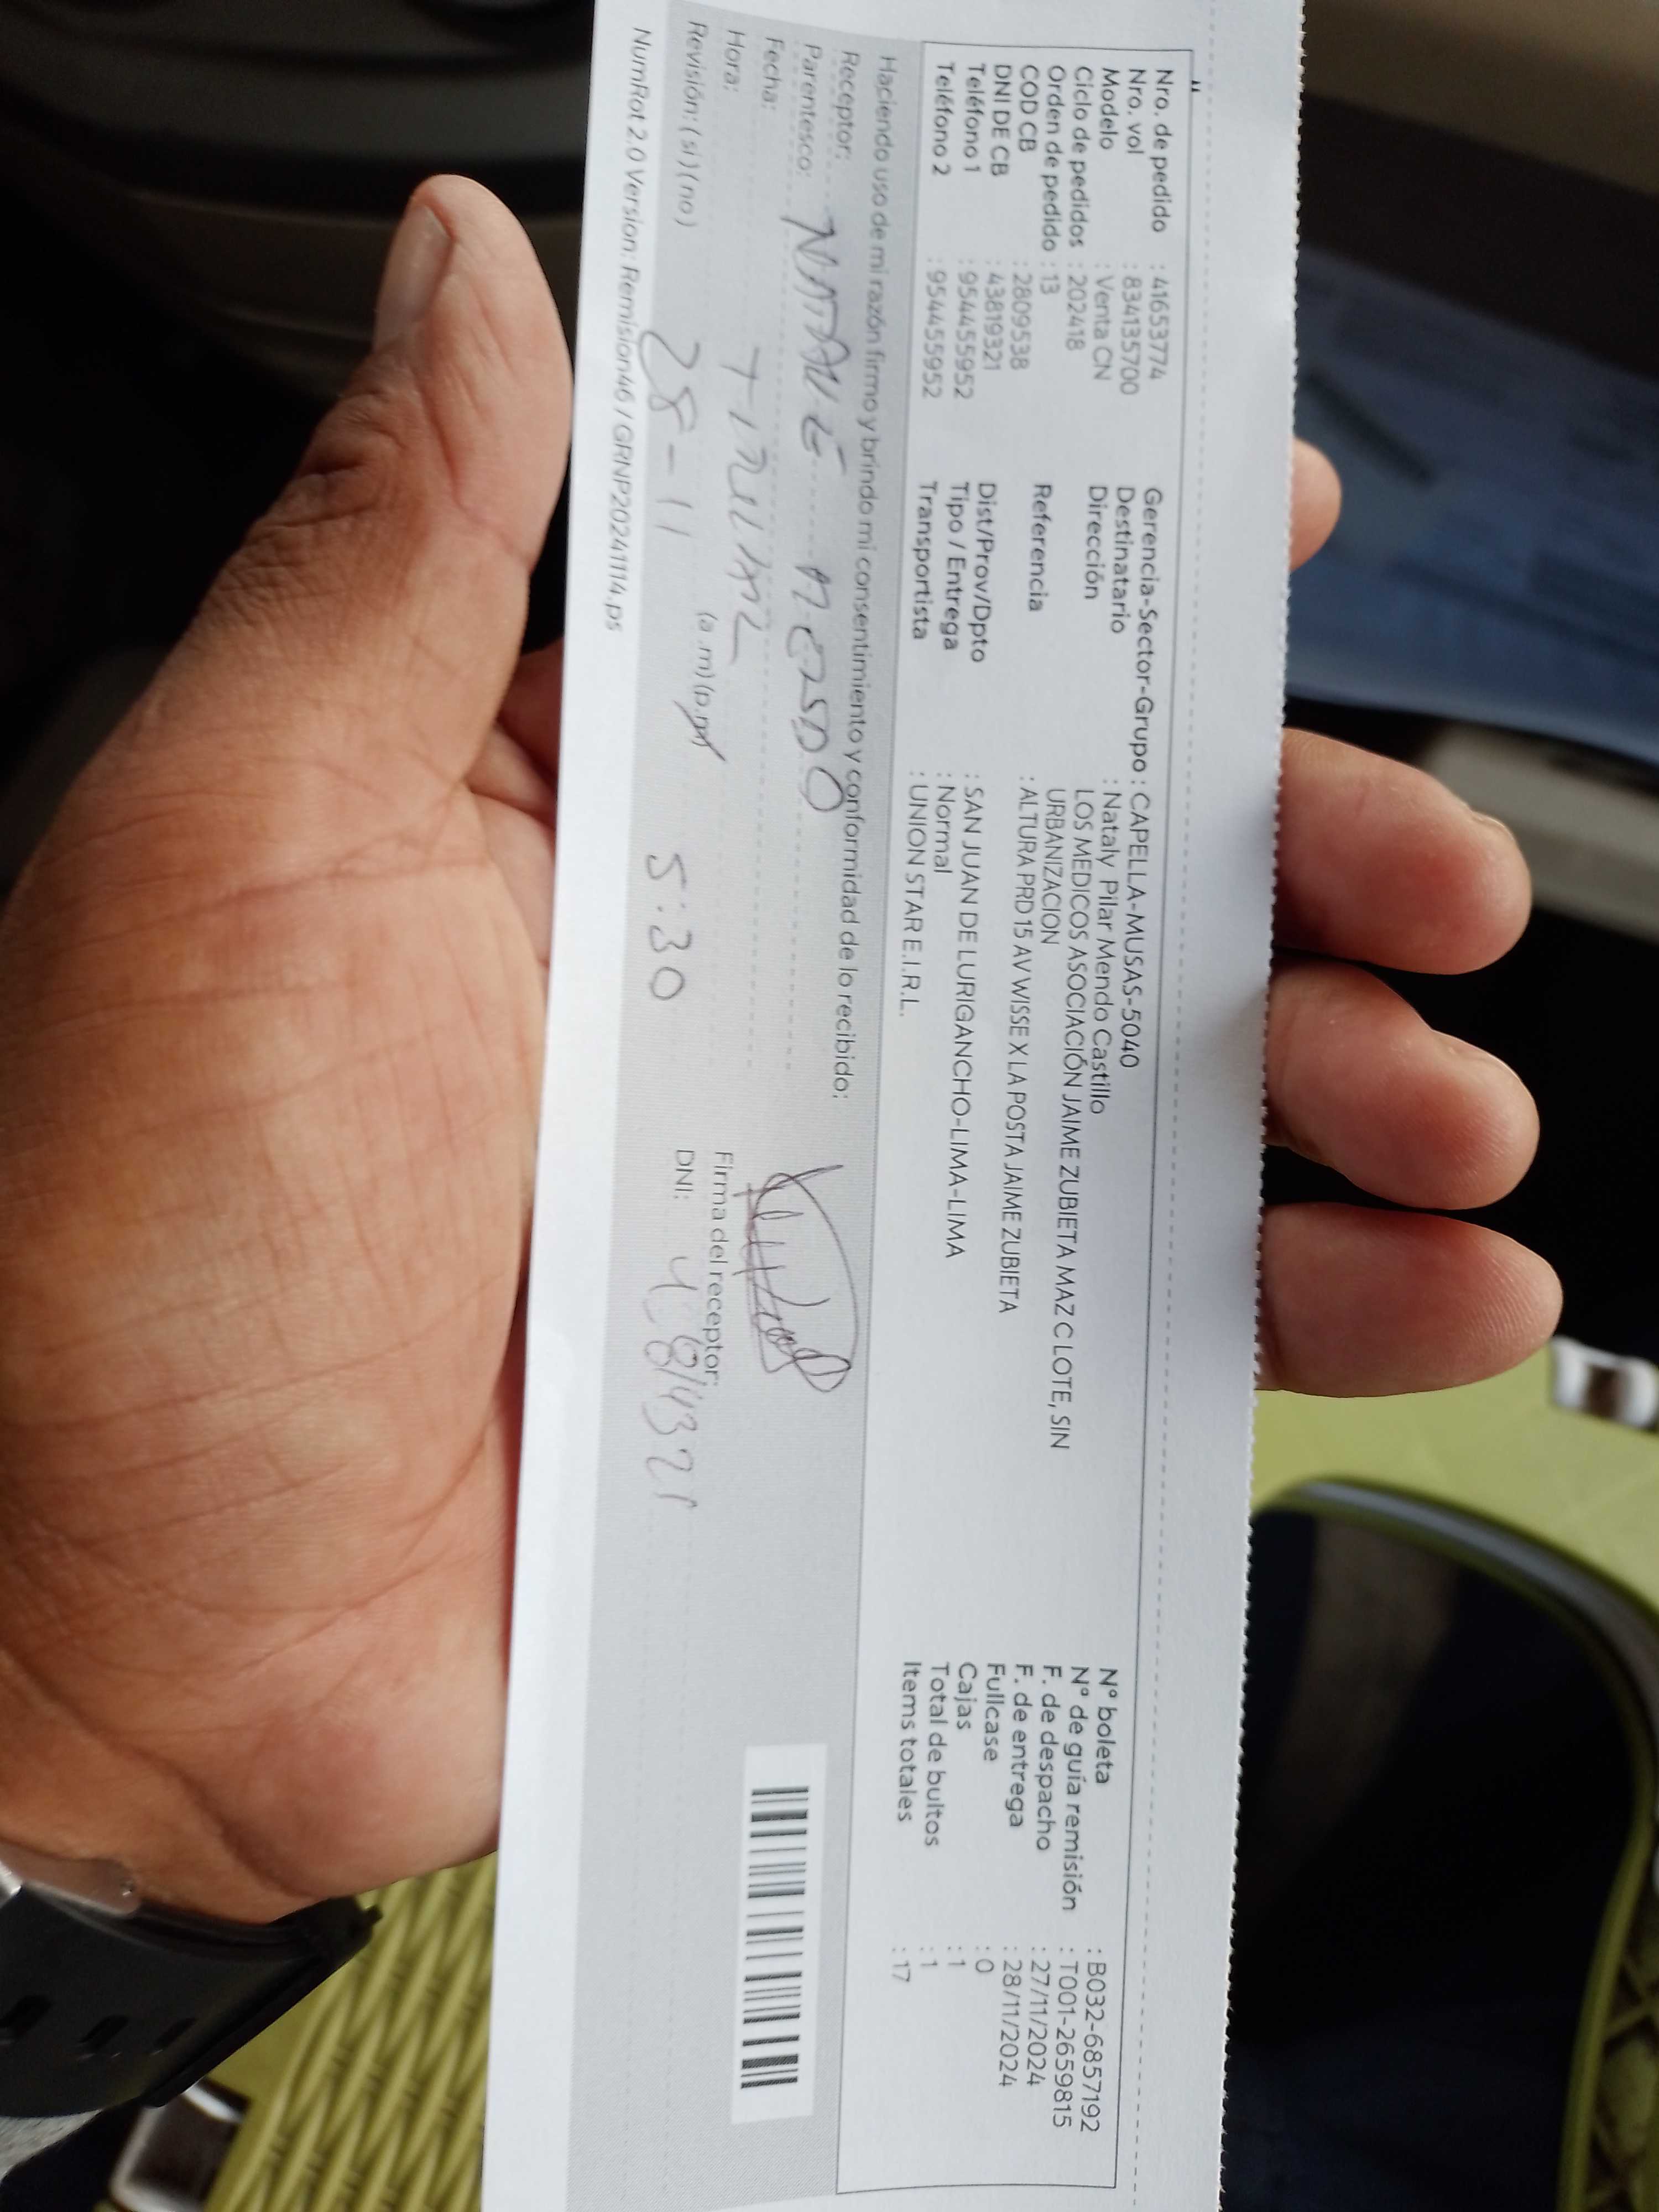 Nro. de pedido : 41653774
Nro. vol : 834135700
Modelo : Venta CN
Ciclo de pedidos : 202418
Orden de pedido : 13
COD CB : 2809538
DNI DE CB : 43819321
Teléfono 1 : 954455952
Teléfono 2 : 954455952
Gerencia-Sector-Grupo : CAPELLA-MUSAS-5040
Destinatario : Nataly Pilar Mendo Castillo
Dirección LOS MEDICOS ASOCIACIÓN JAIME ZUBIETA MAZ C LOTE, SIN
URBANIZACION
Referencia : ALTURA PRD 15 AV WISSE X LA POSTA JAIME ZUBIETA
Dist/Prov/Dpto : SAN JUAN DE LURIGANCHO-LIMA-LIMA
Tipo / Entrega : Normal
Transportista : UNION STAR E.I.R.L.
Nº boleta : B032-6857192
Nº de guía remisión : T001-2659815
F. de despacho : 27/11/2024
F. de entrega : 28/11/2024
Fullcase : 0
Cajas : 1
Total de bultos : 1
Items totales : 17
Haciendo uso de mi razón firmo y brindo mi consentimiento y conformidad de lo recibido:
Receptor:
Parentesco:
Fecha:
Hora: (a.m) (p.m)
Revisión: (si) (no) 28-11 5:30
Firma del receptor:
DNI:
NumRot 2.0 Version: Remision46 / GRNP20241114.ps